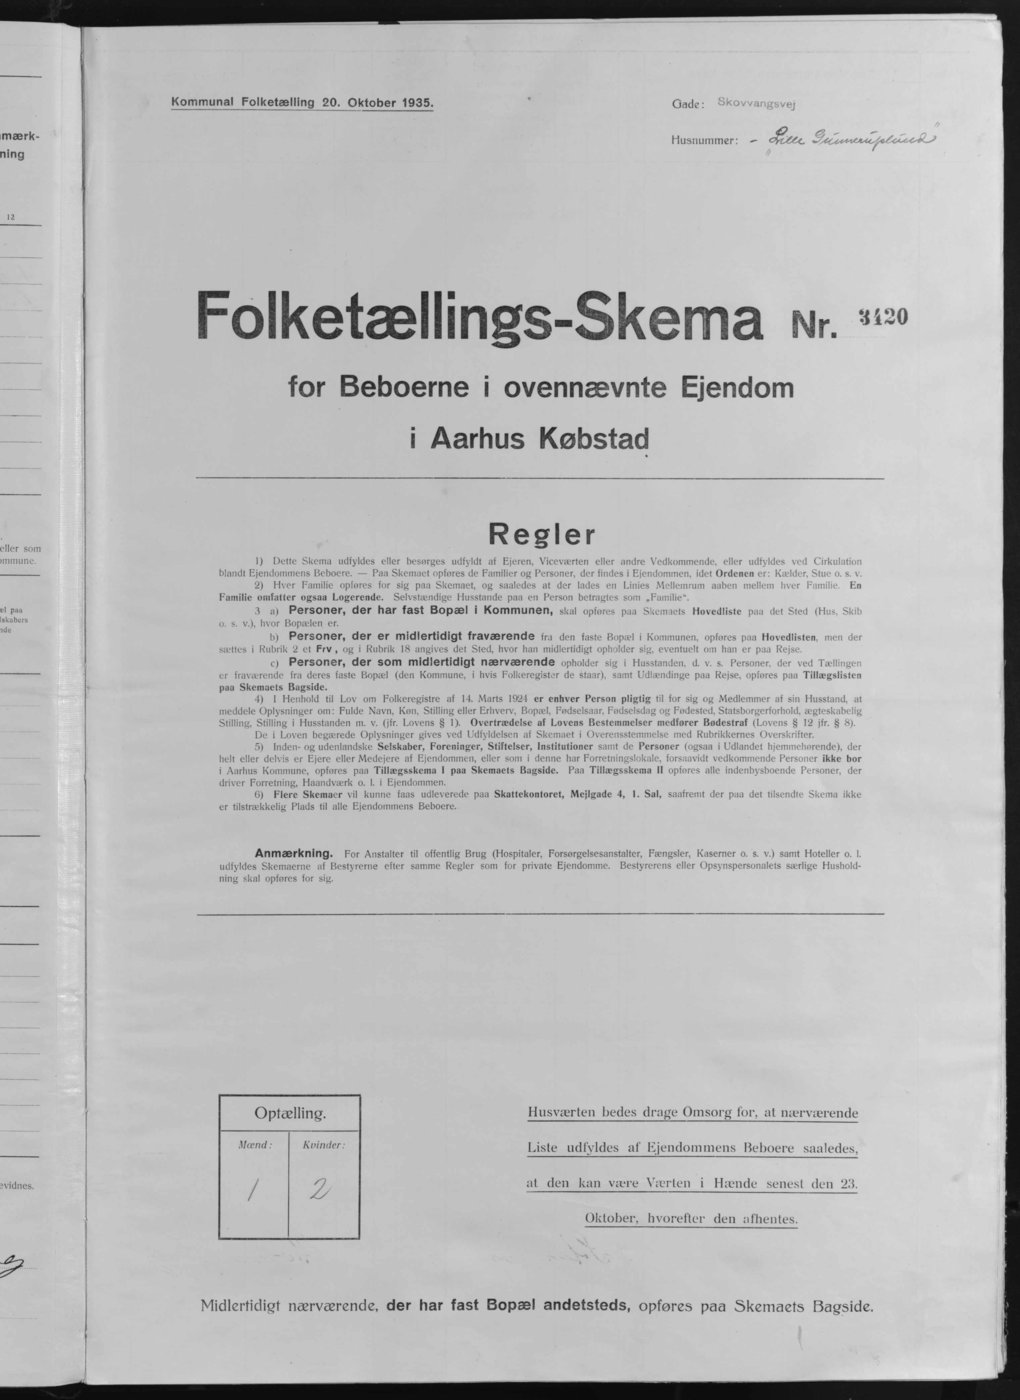 mærk-
ning
12
eller som
ommune.
el paa
lskabers
nde
evidnes.
Kommunal Folketælling 20. Oktober 1935.
Gade: Skovvangsvej
Husnummer: - "Lille Gunneruplund"
Folketællings-Skema Nr. 3420
for Beboerne i ovennævnte Ejendom
i Aarhus Købstad
Regler
1) Dette Skema udfyldes eller besørges udfyldt af Ejeren, Viceværten eller andre Vedkommende, eller udfyldes ved Cirkulation
blandt Ejendommens Beboere. — Paa Skemaet opføres de Familier og Personer, der findes i Ejendommen, idet Ordenen er: Kælder, Stue o. s. v.
2) Hver Familie opføres for sig paa Skemaet, og saaledes at der lades en Linies Mellemrum aaben mellem hver Familie. En
Familie omfatter ogsaa Logerende. Selvstændige Husstande paa en Person betragtes som „Familie".
3 a) Personer, der har fast Bopæl i Kommunen, skal opføres paa Skemaets Hovedliste paa det Sted (Hus, Skib
o. s. v.), hvor Bopælen er.
b) Personer, der er midlertidigt fraværende fra den faste Bopæl i Kommunen, opføres paa Hovedlisten, men der
sættes i Rubrik 2 et Frv, og i Rubrik 18 angives det Sted, hvor han midlertidigt opholder sig, eventuelt om han er paa Rejse.
c) Personer, der som midlertidigt nærværende opholder sig i Husstanden, d. v. s. Personer, der ved Tællingen
er fraværende fra deres faste Bopæl (den Kommune, i hvis Folkeregister de staar), samt Udlændinge paa Rejse, opføres paa Tillægslisten
paa Skemaets Bagside.
4) I Henhold til Lov om Folkeregistre af 14. Marts 1924 er enhver Person pligtig til for sig og Medlemmer af sin Husstand, at
meddele Oplysninger om: Fulde Navn, Køn, Stilling eller Erhverv, Bopæl, Fødselsaar, Fødselsdag og Fødested, Statsborgerforhold, ægteskabelig
Stilling, Stilling i Husstanden m. v. (jfr. Lovens § 1). Overtrædelse af Lovens Bestemmelser medfører Bødestraf (Lovens § 12 jfr. § 8).
De i Loven begærede Oplysninger gives ved Udfyldelsen af Skemaet i Overensstemmelse med Rubrikkernes Overskrifter.
5) Inden- og udenlandske Selskaber, Foreninger, Stiftelser, Institutioner samt de Personer (ogsaa i Udlandet hjemmehørende), der
helt eller delvis er Ejere eller Medejere af Ejendommen, eller som i denne har Forretningslokale, forsaavidt vedkommende Personer ikke bor
i Aarhus Kommune, opføres paa Tillægsskema I paa Skemaets Bagside. Paa Tillægsskema II opføres alle indenbysboende Personer, der
driver Forretning, Haandværk o. l. i Ejendommen.
6) Flere Skemaer vil kunne faas udleverede paa Skattekontoret, Mejlgade 4, 1. Sal, saafremt der paa det tilsendte Skema ikke
er tilstrækkelig Plads til alle Ejendommens Beboere.
Anmærkning. For Anstalter til offentlig Brug (Hospitaler, Forsørgelsesanstalter, Fængsler, Kaserner o. s. v.) samt Hoteller o. l.
udfyldes Skemaerne af Bestyrerne efter samme Regler som for private Ejendomme. Bestyrerens eller Opsynspersonalets særlige Hushold-
ning skal opføres for sig.
Optælling.
Mænd: Kvinder:
1 2
Husværten bedes drage Omsorg for, at nærværende
Liste udfyldes af Ejendommens Beboere saaledes,
at den kan være Værten i Hænde senest den 23.
Oktober, hvorefter den afhentes.
Midlertidigt nærværende, der har fast Bopæl andetsteds, opføres paa Skemaets Bagside.